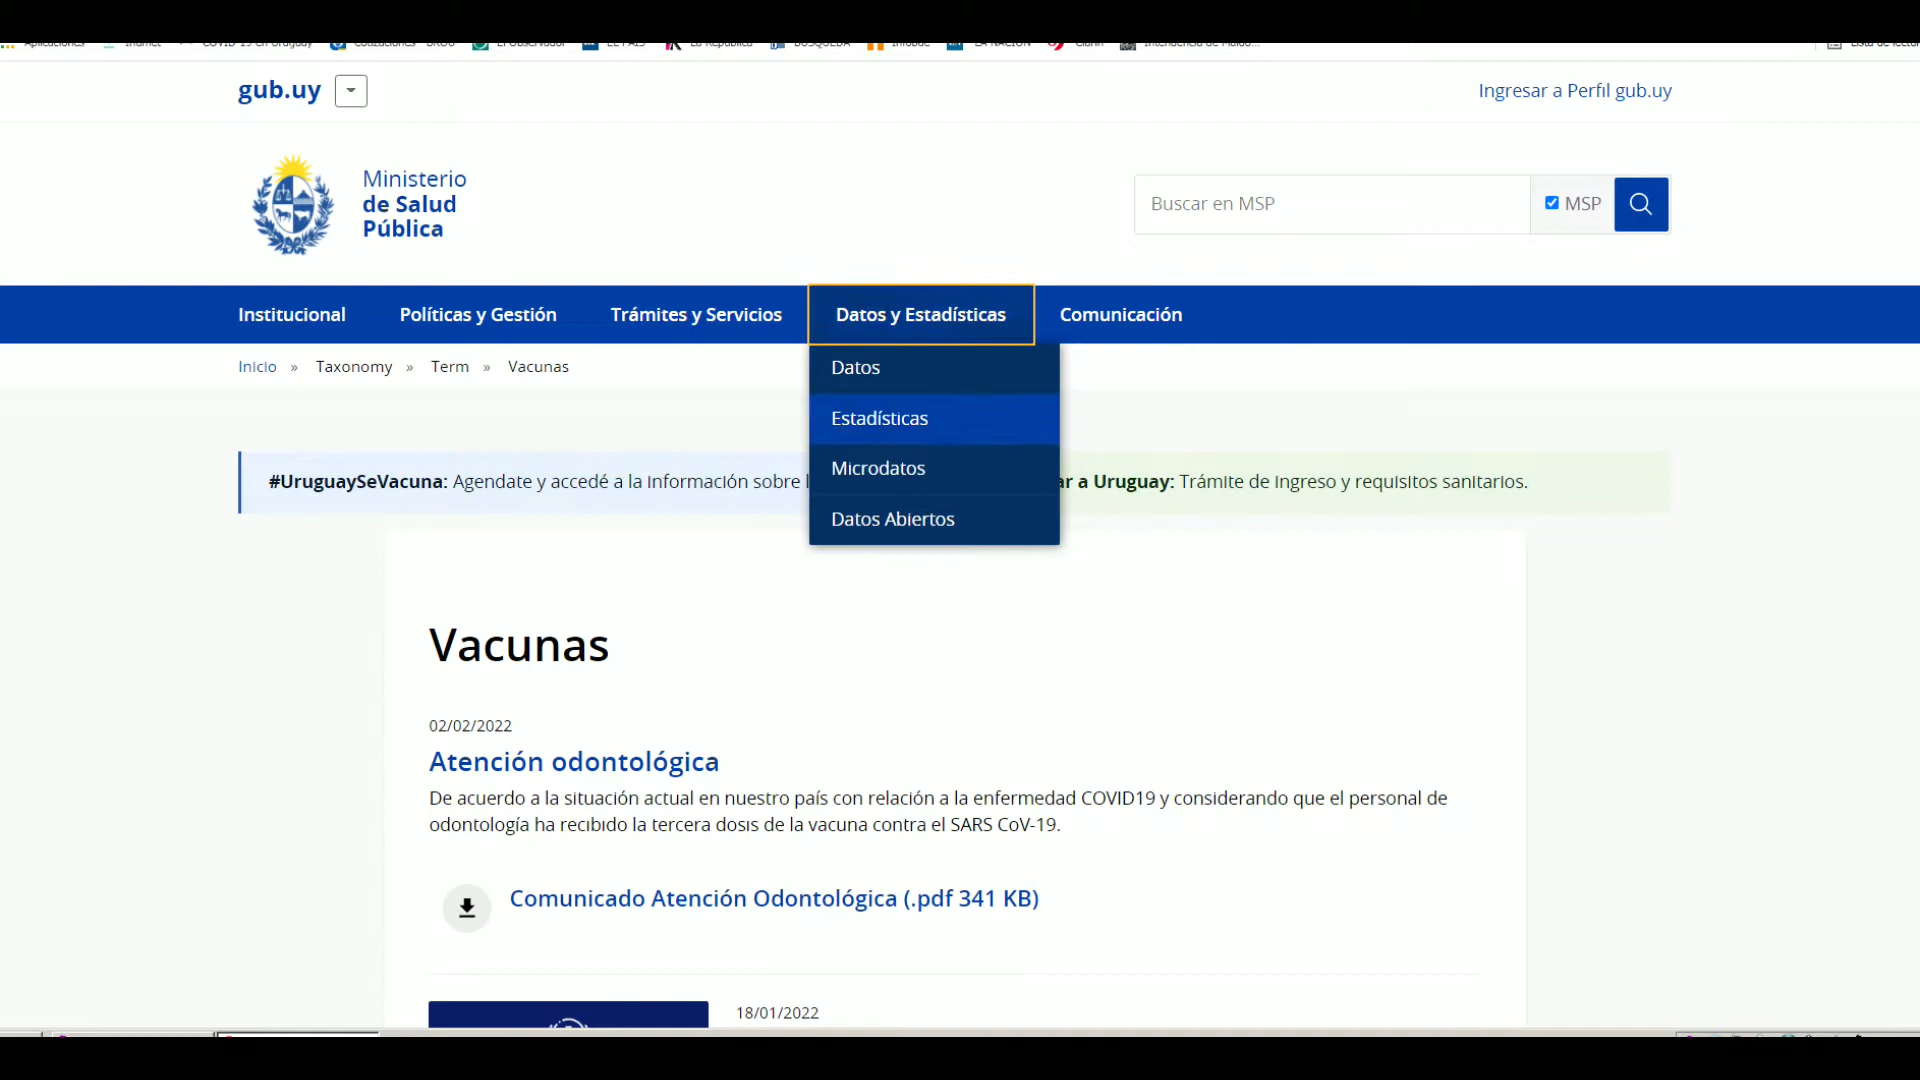 gub.uy
Ingresar a Perfil gub.uy
Ministerio
de Salud
Pública
Buscar en MSP
MSP
Institucional
Políticas y Gestión
Trámites y Servicios
Datos y Estadísticas
Comunicación
Inicio » Taxonomy » Term » Vacunas
Datos
Estadísticas
Microdatos
Datos Abiertos
#UruguaySeVacuna: Agendate y accedé a la información sobre
ar a Uruguay: Trámite de ingreso y requisitos sanitarios.
Vacunas
02/02/2022
Atención odontológica
De acuerdo a la situación actual en nuestro país con relación a la enfermedad COVID19 y considerando que el personal de
odontología ha recibido la tercera dosis de la vacuna contra el SARS CoV-19.
Comunicado Atención Odontológica (.pdf 341 KB)
18/01/2022